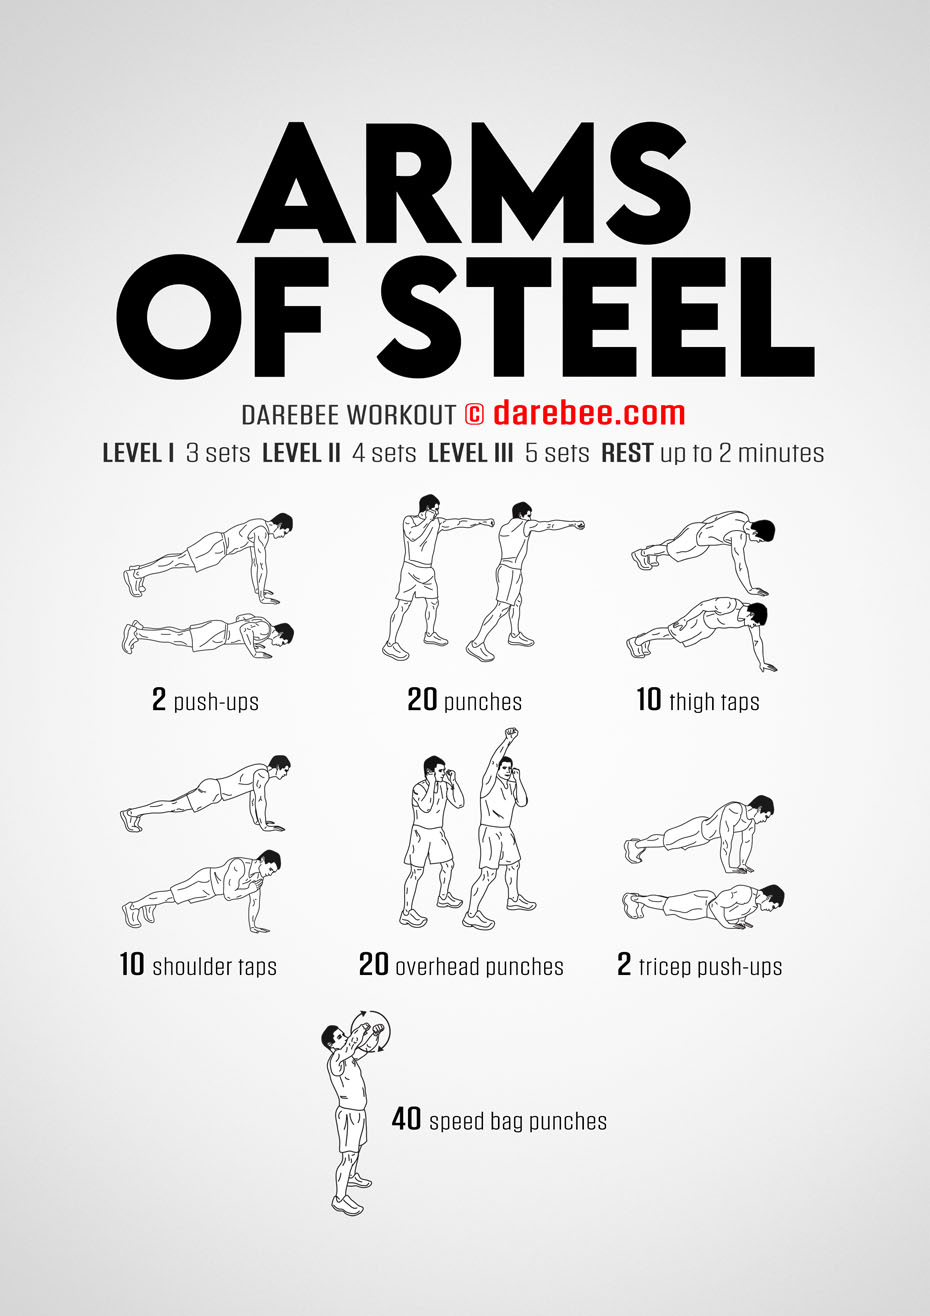 ARMS
OF STEEL
DAREBEE WORKOUT © darebee.com
LEVEL I 3 sets LEVEL II 4 sets LEVEL III 5 sets REST up to 2 minutes
2 push-ups
20 punches
10 thigh taps
10 shoulder taps
20 overhead punches
2 tricep push-ups
40 speed bag punches